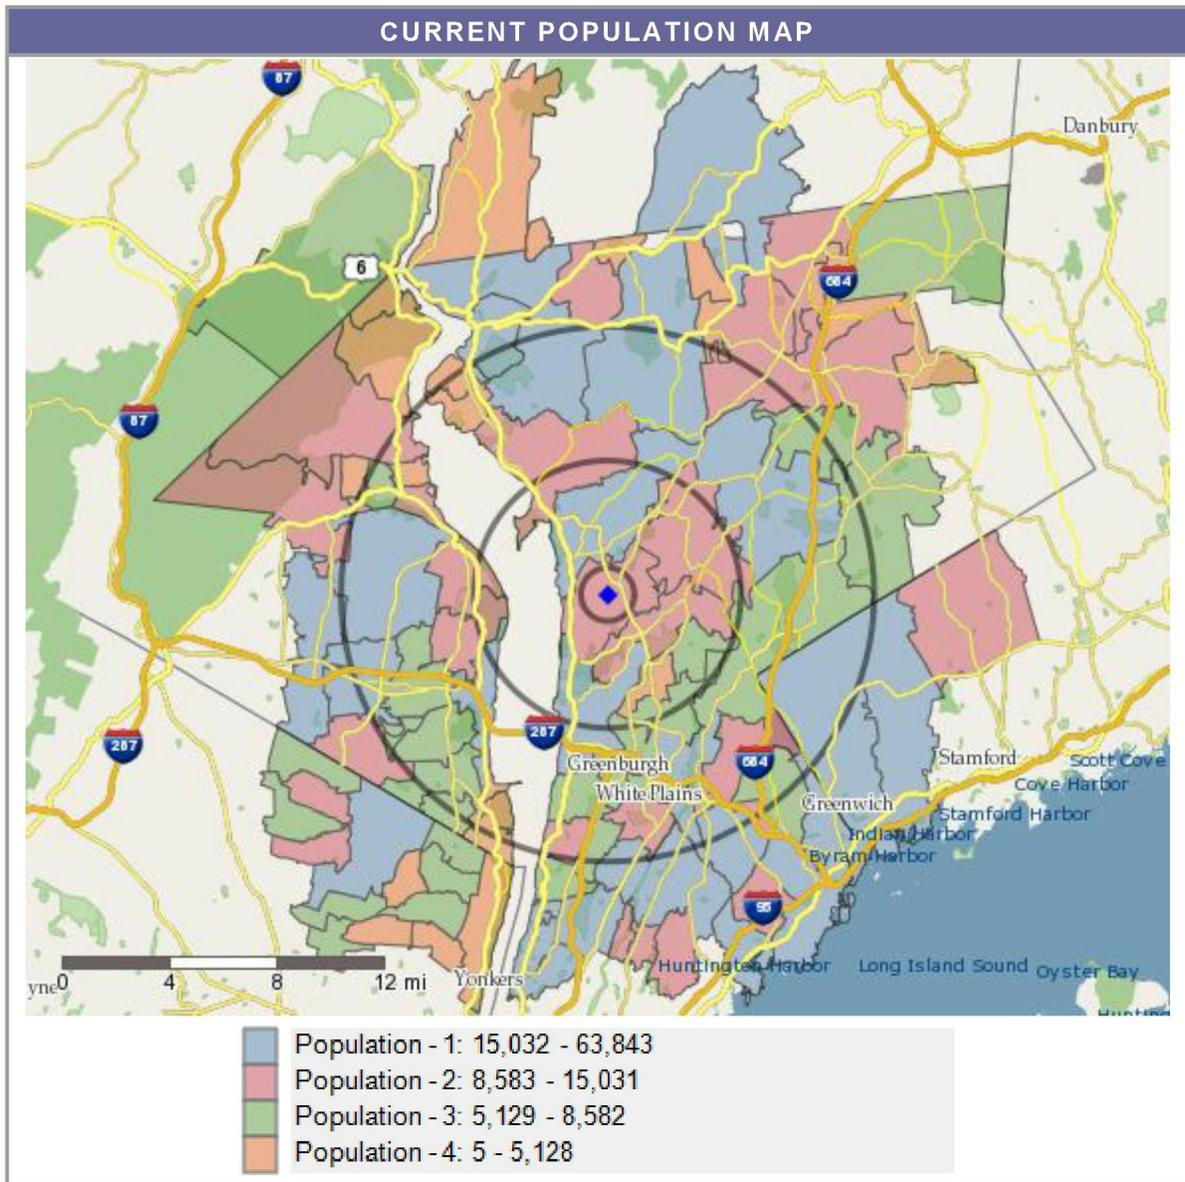 CURRENT POPULATION MAP
87
Danbury
6
684
87
287
287
Greenburgh
White Plains
684
Stamford
Scott Cove
Cove Harbor
Greenwich
Stamford Harbor
Indian Harbor
Byram Harbor
95
Huntington Harbor
Long Island Sound
Oyster Bay
Yonkers
0 4 8 12 mi
Population - 1: 15,032 - 63,843
Population - 2: 8,583 - 15,031
Population - 3: 5,129 - 8,582
Population - 4: 5 - 5,128